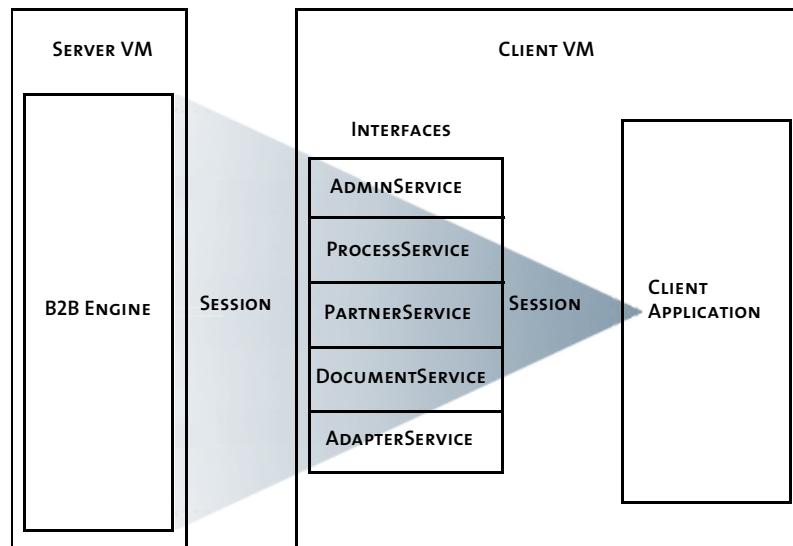 SERVER VM
CLIENT VM
INTERFACES
ADMINSERVICE
PROCESSSERVICE
B2B ENGINE
SESSION
PARTNERSERVICE
SESSION
CLIENT
APPLICATION
DOCUMENTSERVICE
ADAPTERSERVICE